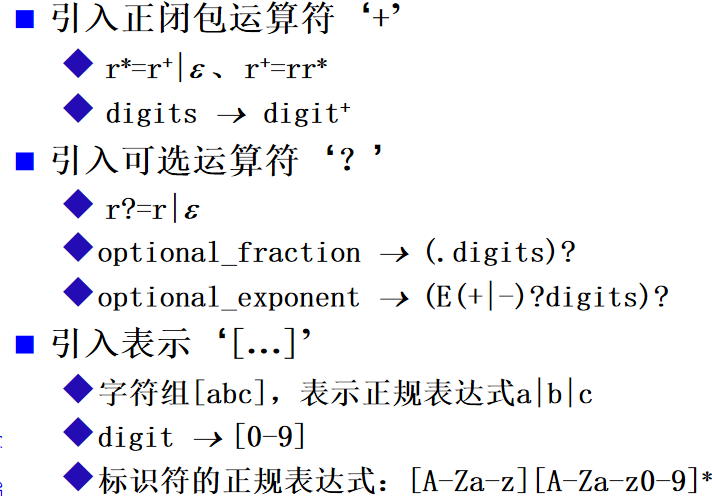 ■ 引入正闭包运算符‘+’
◆ r*=r⁺|ε、r⁺=rr*
◆ digits → digit⁺
■ 引入可选运算符‘？’
◆ r?=r|ε
◆ optional_fraction → (.digits)?
◆ optional_exponent → (E(+|-)?digits)?
■ 引入表示‘[…]’
◆ 字符组[abc]，表示正规表达式a|b|c
◆ digit → [0-9]
◆ 标识符的正规表达式：[A-Za-z][A-Za-z0-9]*